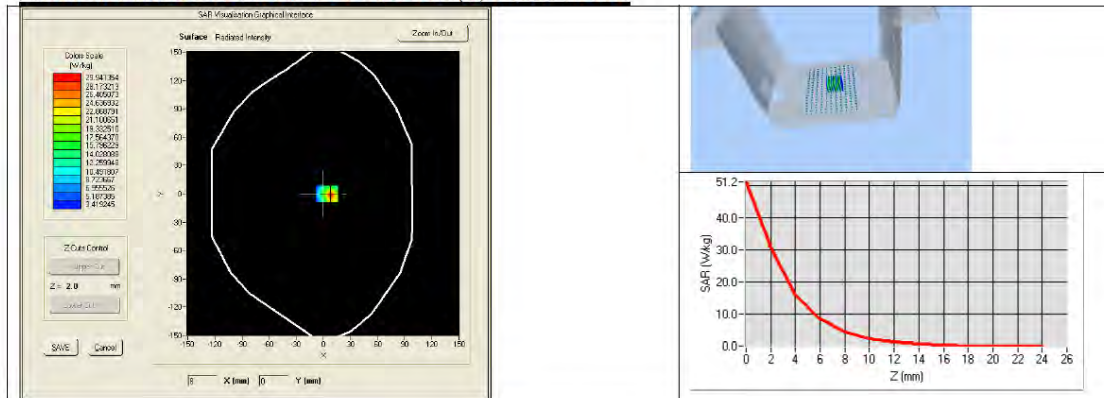 SAR Visualisation Graphical Interface
Surface Radiated Intensity
Zoom In/Out
Colors Scale
(W/kg)
29.941354
28.173213
26.405073
24.636932
22.868791
21.100651
19.332510
17.564370
15.796229
14.028088
12.259948
10.491807
8.723667
6.955526
5.187385
3.419245
150
120
90
60
30
0
-30
-60
-90
-120
-150
Y
-150 -120 -90 -60 -30 0 30 60 90 120 150
X
Z Cuts Control
Z = 2.0 mm
SAVE Cancel
8 X (mm) 0 Y (mm)
51.2
40.0
30.0
20.0
10.0
0.0
SAR (W/kg)
0 2 4 6 8 10 12 14 16 18 20 22 24 26
Z (mm)